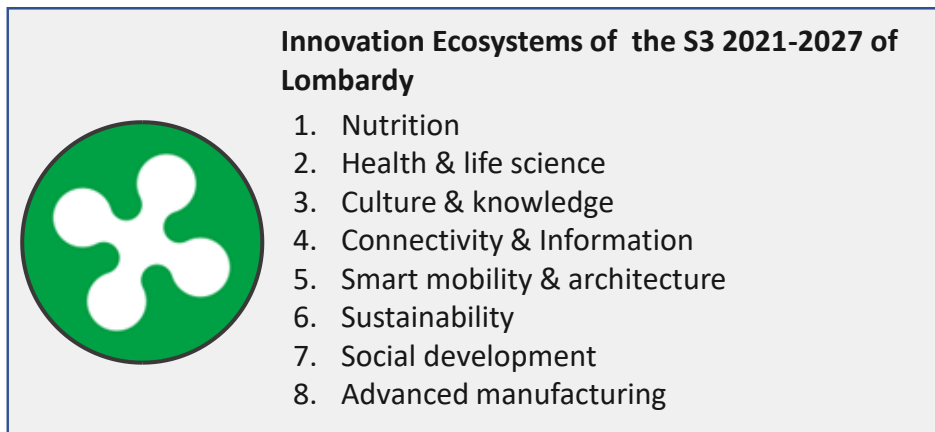 Innovation Ecosystems of  the S3 2021-2027 of
Lombardy
1. Nutrition
2. Health & life science
3. Culture & knowledge
4. Connectivity & Information
5. Smart mobility & architecture
6. Sustainability
7. Social development
8. Advanced manufacturing